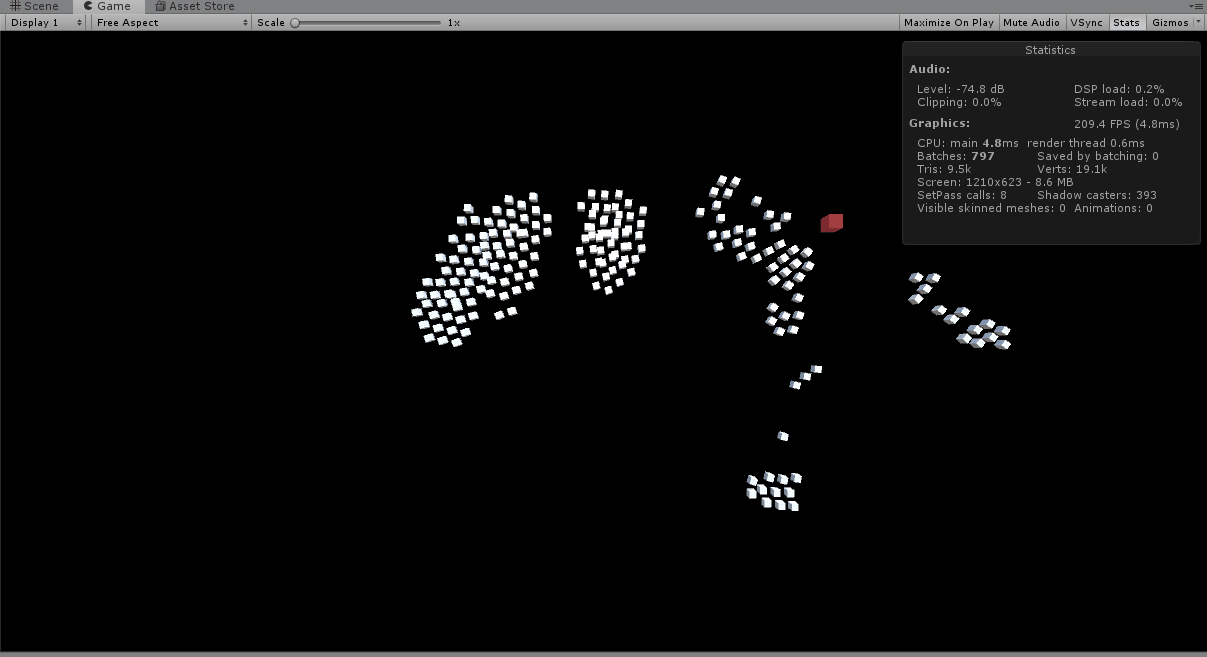 Scene Game Asset Store
Display 1 Free Aspect Scale 1x Maximize On Play Mute Audio VSync Stats Gizmos
Statistics
Audio:
Level: -74.8 dB DSP load: 0.2%
Clipping: 0.0% Stream load: 0.0%
Graphics: 209.4 FPS (4.8ms)
CPU: main 4.8ms render thread 0.6ms
Batches: 797 Saved by batching: 0
Tris: 9.5k Verts: 19.1k
Screen: 1210x623 - 8.6 MB
SetPass calls: 8 Shadow casters: 393
Visible skinned meshes: 0 Animations: 0